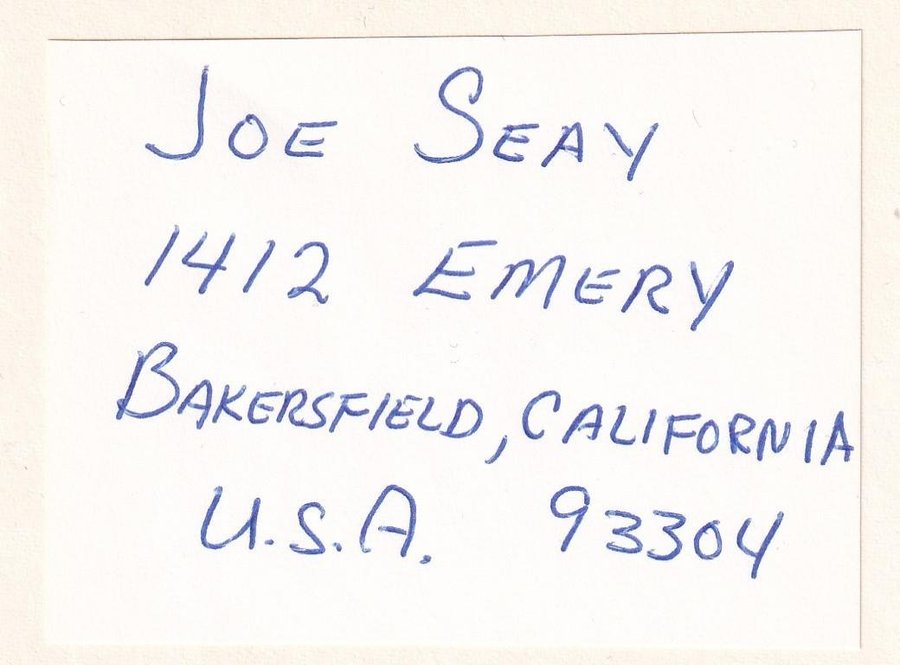 JOE SEAY
1412 EMERY
BAKERSFIELD, CALIFORNIA
U.S.A. 93304